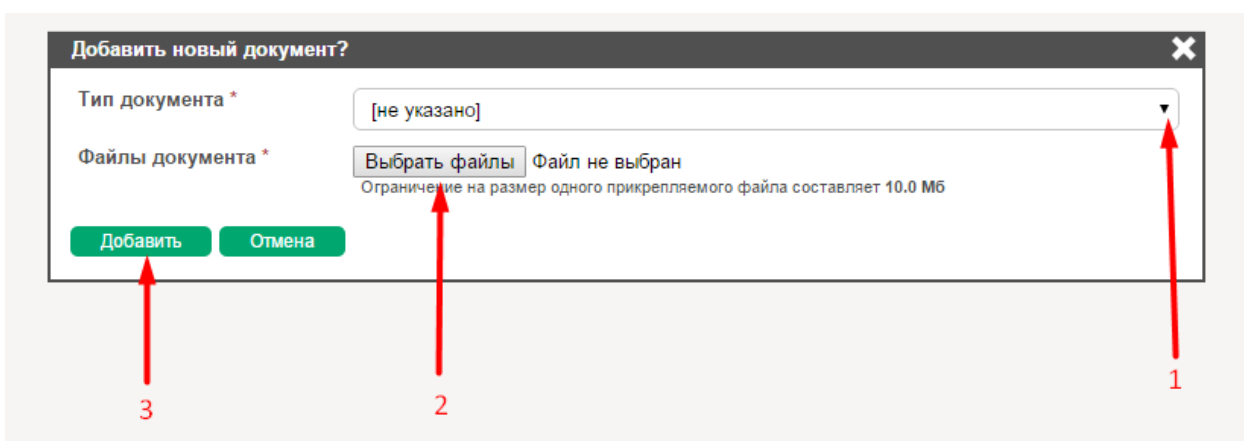 Добавить новый документ?
Тип документа *
[не указано]
Файлы документа *
Выбрать файлы Файл не выбран
Ограничение на размер одного прикрепляемого файла составляет 10.0 Мб
Добавить Отмена
1
2
3